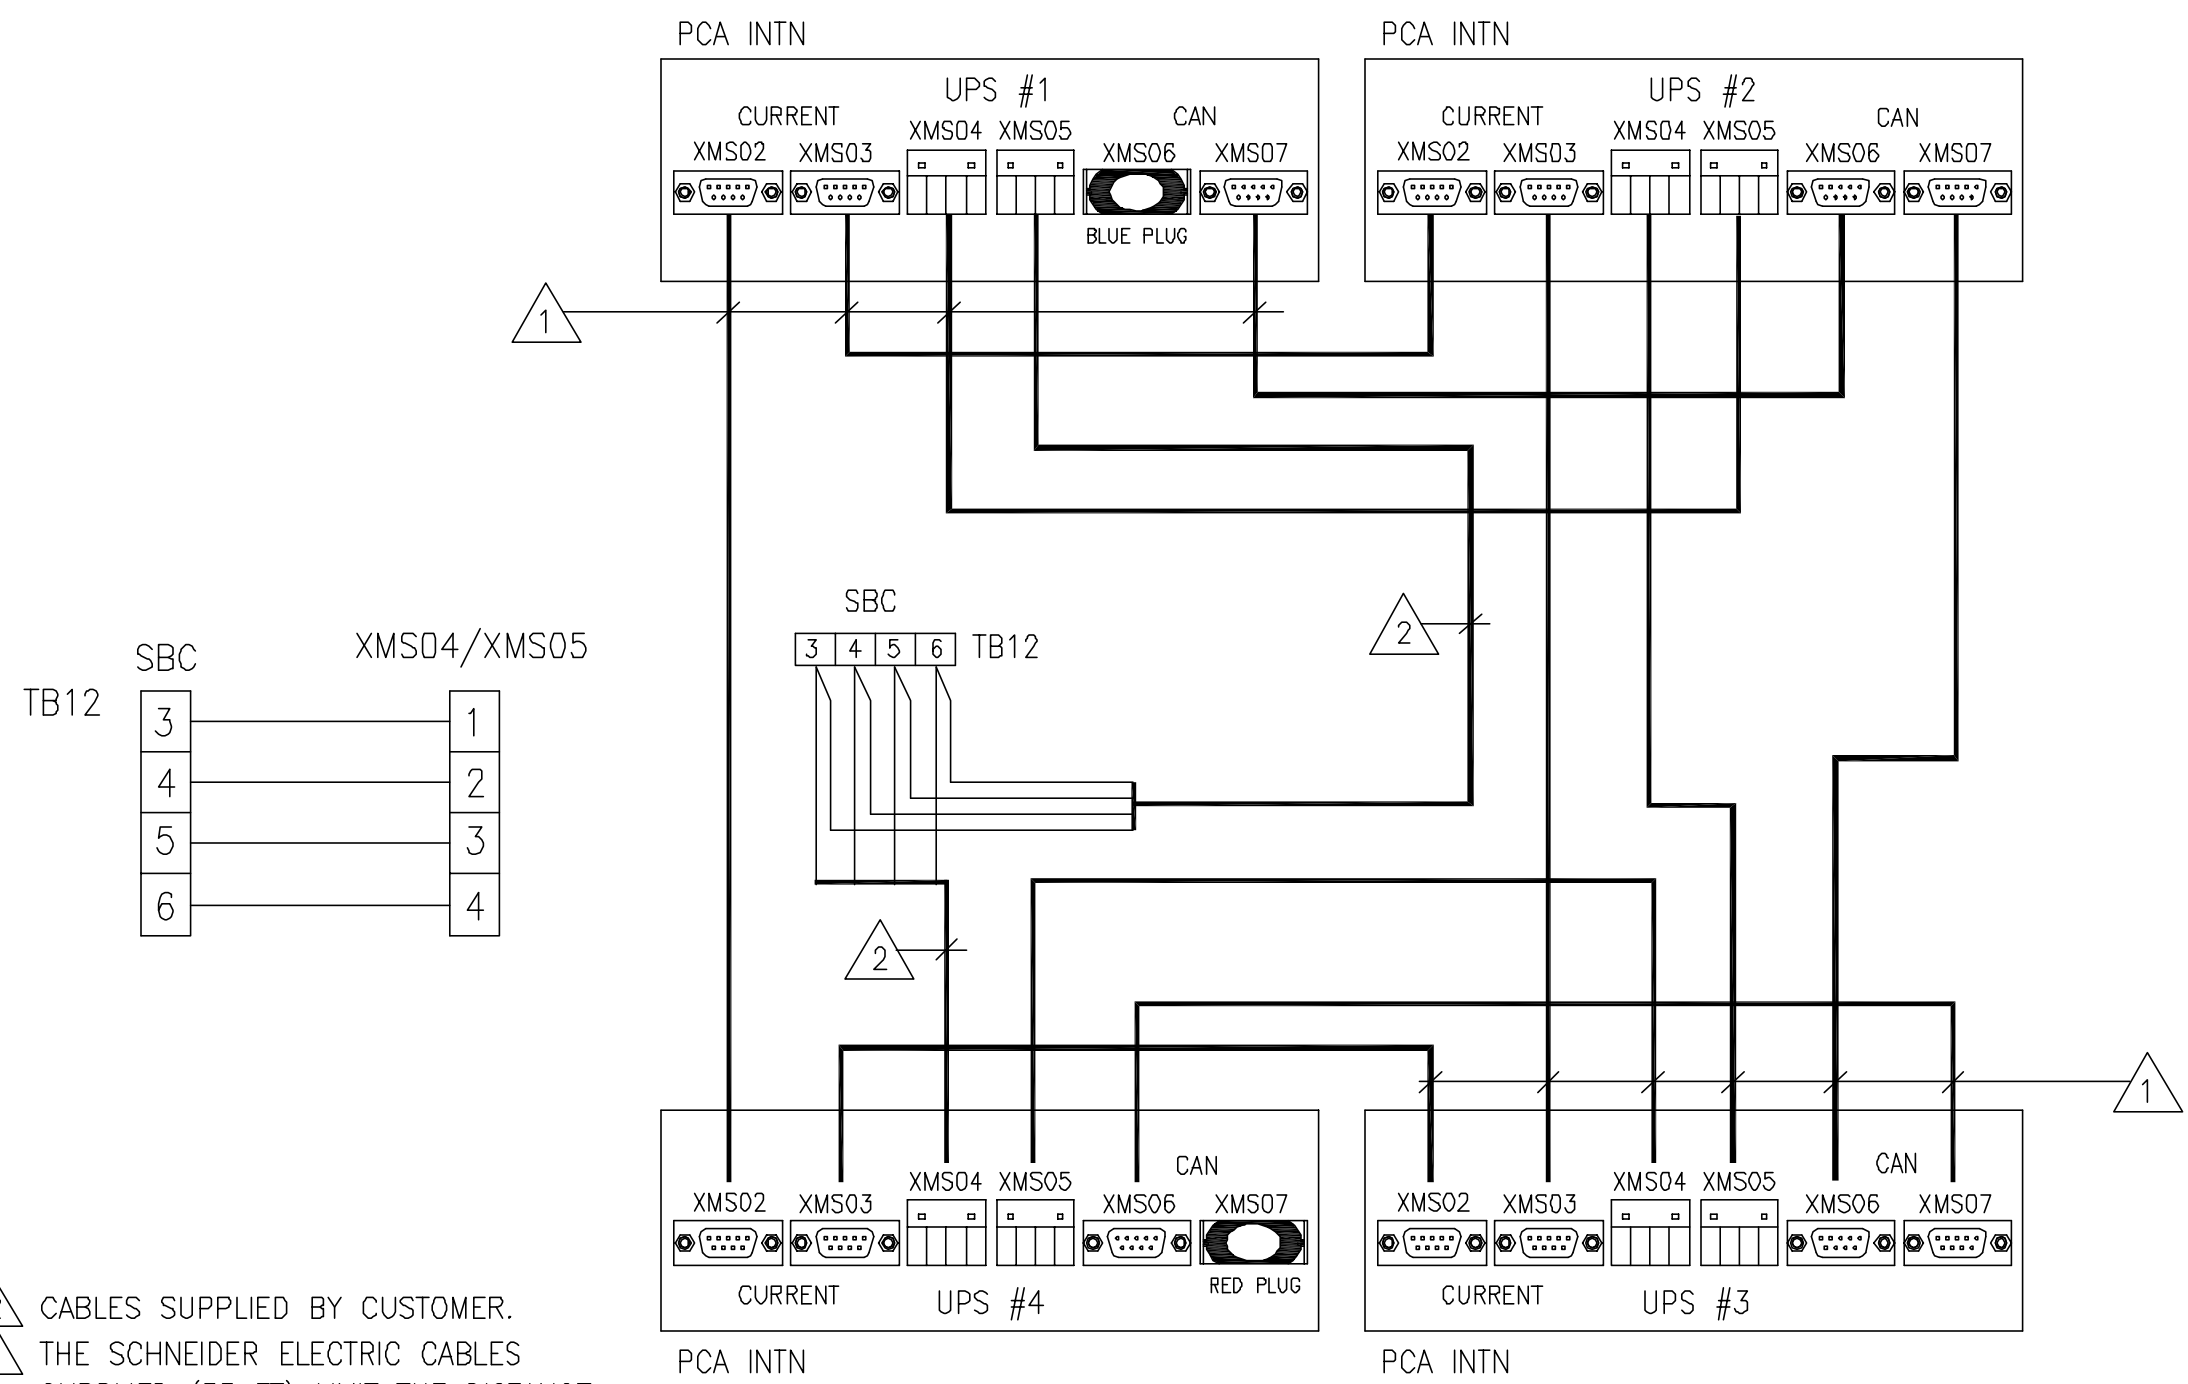 PCA INTN
PCA INTN
UPS #1
UPS #2
CURRENT
CAN
CURRENT
CAN
XMS02 XMS03 XMS04 XMS05 XMS06 XMS07
XMS02 XMS03 XMS04 XMS05 XMS06 XMS07
BLUE PLUG
1
SBC
3 4 5 6 TB12
2
SBC
XMS04/XMS05
TB12
3 1
4 2
5 3
6 4
2
1
CAN
CAN
XMS02 XMS03 XMS04 XMS05 XMS06 XMS07
XMS02 XMS03 XMS04 XMS05 XMS06 XMS07
RED PLUG
CURRENT
UPS #4
CURRENT
UPS #3
PCA INTN
PCA INTN
CABLES SUPPLIED BY CUSTOMER.
THE SCHNEIDER ELECTRIC CABLES